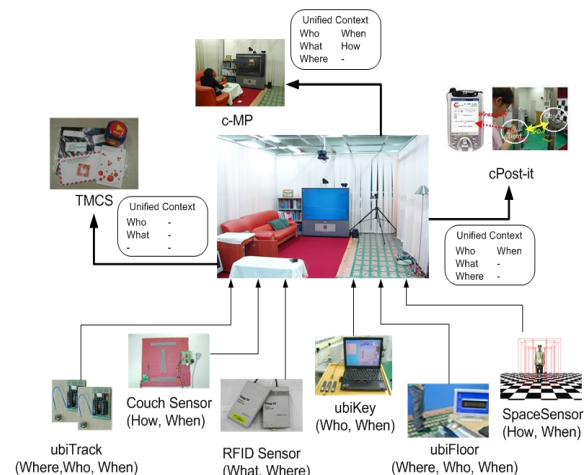 Unified Context
Who When
What How
Where -
c-MP
cPost-it
TMCS
Unified Context
Who -
What -
- -
Unified Context
Who When
What -
Where -
ubiTrack
(Where,Who, When)
Couch Sensor
(How, When)
RFID Sensor
(What, Where)
ubiKey
(Who, When)
ubiFloor
(Where, Who, When)
SpaceSensor
(How, When)